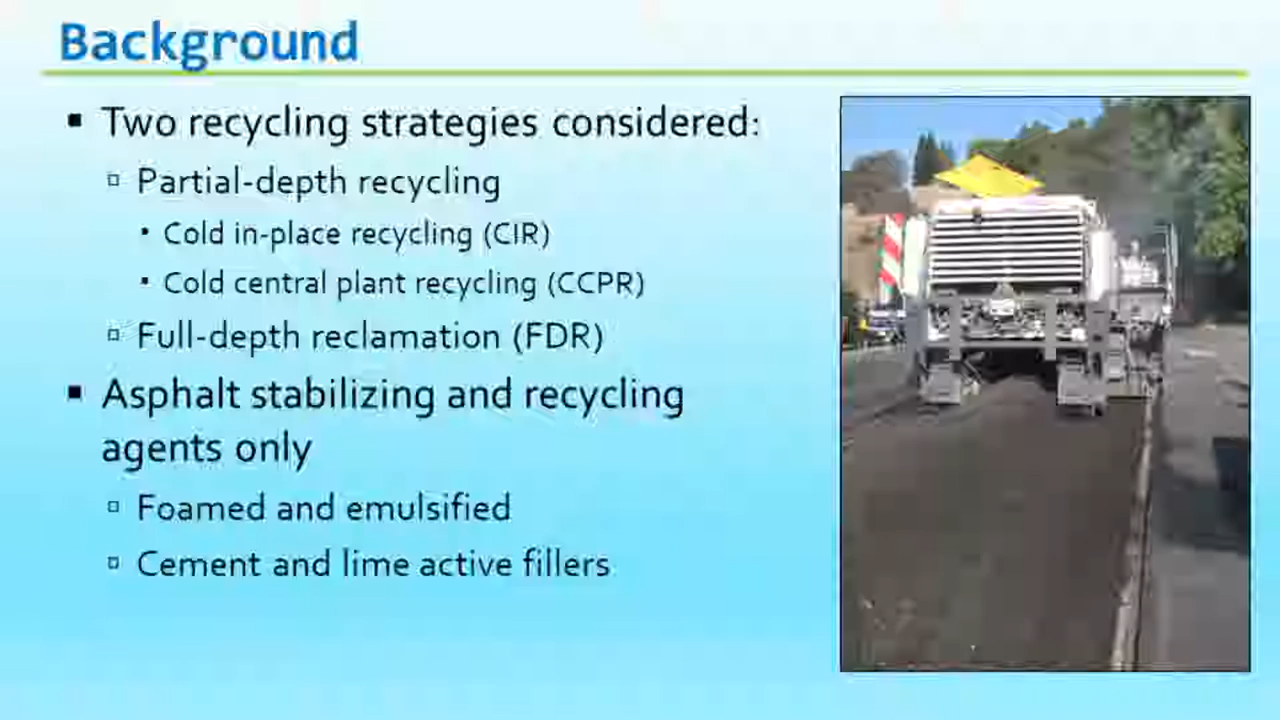 Background
▪ Two recycling strategies considered:
▫ Partial-depth recycling
▪ Cold in-place recycling (CIR)
▪ Cold central plant recycling (CCPR)
▫ Full-depth reclamation (FDR)
▪ Asphalt stabilizing and recycling
agents only
▫ Foamed and emulsified
▫ Cement and lime active fillers